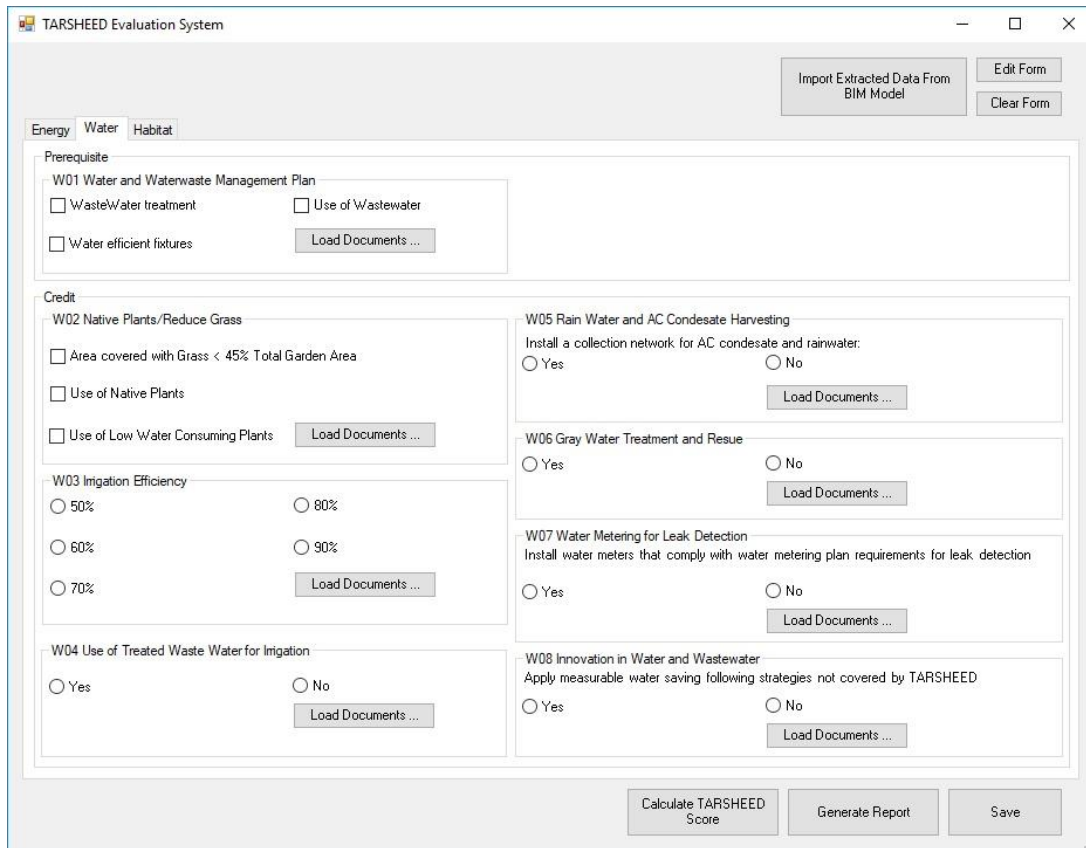 TARSHEED Evaluation System
Import Extracted Data From
BIM Model
Edit Form
Clear Form
Energy Water Habitat
Prerequisite
W01 Water and Waterwaste Management Plan
WasteWater treatment
Use of Wastewater
Water efficient fixtures
Load Documents ...
Credit
W02 Native Plants/Reduce Grass
Area covered with Grass < 45% Total Garden Area
Use of Native Plants
Use of Low Water Consuming Plants
Load Documents ...
W03 Irrigation Efficiency
50%
80%
60%
90%
70%
Load Documents ...
W04 Use of Treated Waste Water for Irrigation
Yes
No
Load Documents ...
W05 Rain Water and AC Condesate Harvesting
Install a collection network for AC condesate and rainwater:
Yes
No
Load Documents ...
W06 Gray Water Treatment and Resue
Yes
No
Load Documents ...
W07 Water Metering for Leak Detection
Install water meters that comply with water metering plan requirements for leak detection
Yes
No
Load Documents ...
W08 Innovation in Water and Wastewater
Apply measurable water saving following strategies not covered by TARSHEED
Yes
No
Load Documents ...
Calculate TARSHEED
Score
Generate Report
Save